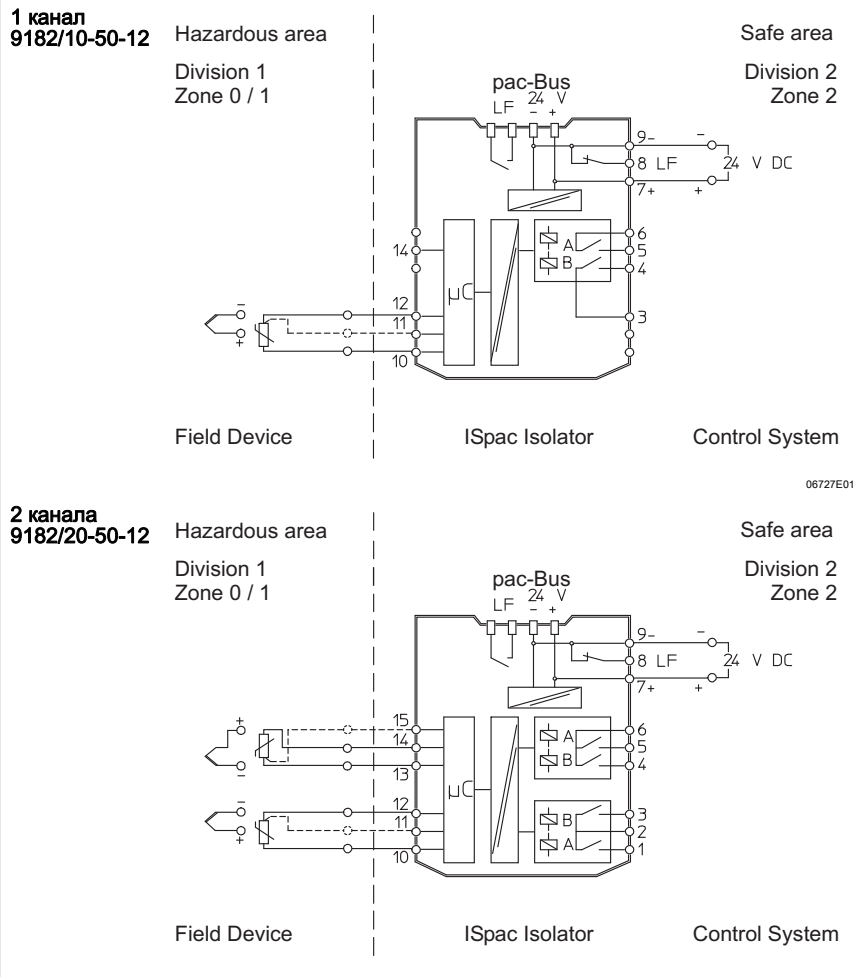 1 канал
9182/10-50-12
Hazardous area
Safe area
Division 1
Zone 0 / 1
Division 2
Zone 2
pac-Bus
LF 24 V
- +
9-
-
8 LF
24 V DC
7+
+
6
A
5
14
B
4
µC
12
3
-
11
+
10
Field Device
ISpac Isolator
Control System
06727E01
2 канала
9182/20-50-12
Hazardous area
Safe area
Division 1
Zone 0 / 1
Division 2
Zone 2
pac-Bus
LF 24 V
- +
9-
-
8 LF
24 V DC
7+
+
+
15
6
A
14
5
B
4
-
13
µC
-
12
3
B
11
2
+
A
10
1
Field Device
ISpac Isolator
Control System